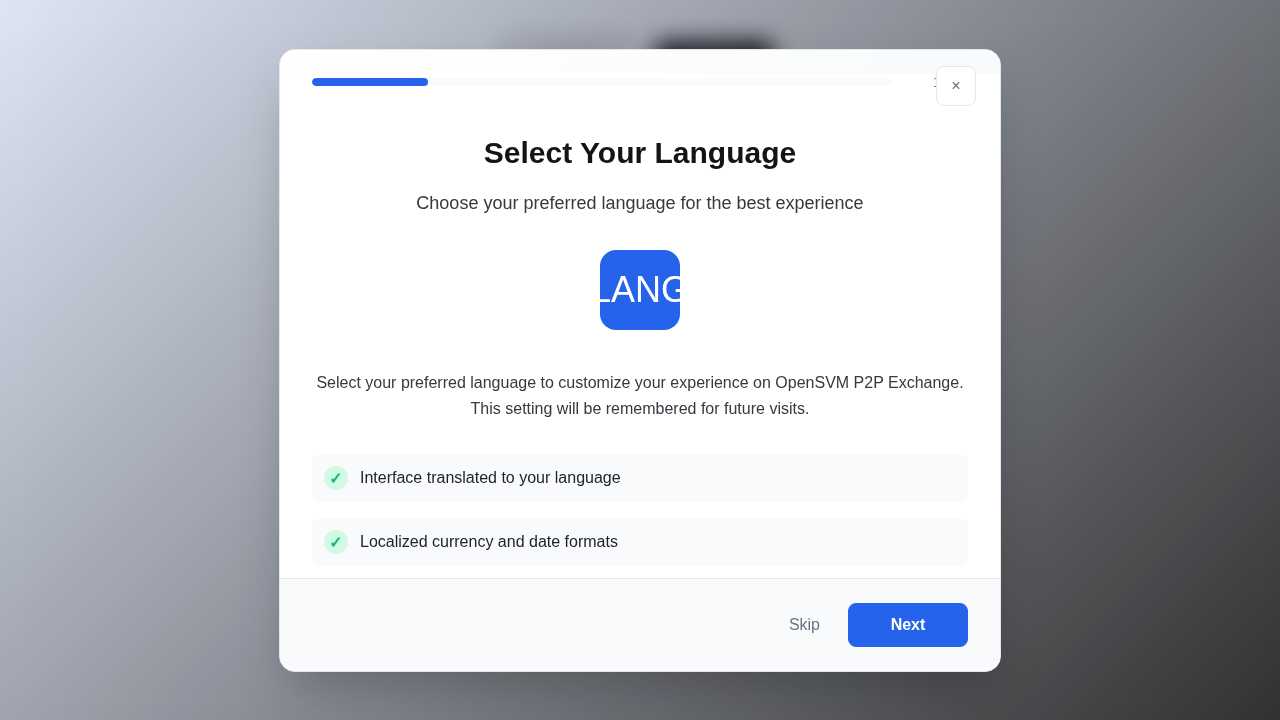 ×
Select Your Language
Choose your preferred language for the best experience
LANG
Select your preferred language to customize your experience on OpenSVM P2P Exchange.
This setting will be remembered for future visits.
✓ Interface translated to your language
✓ Localized currency and date formats
Skip
Next